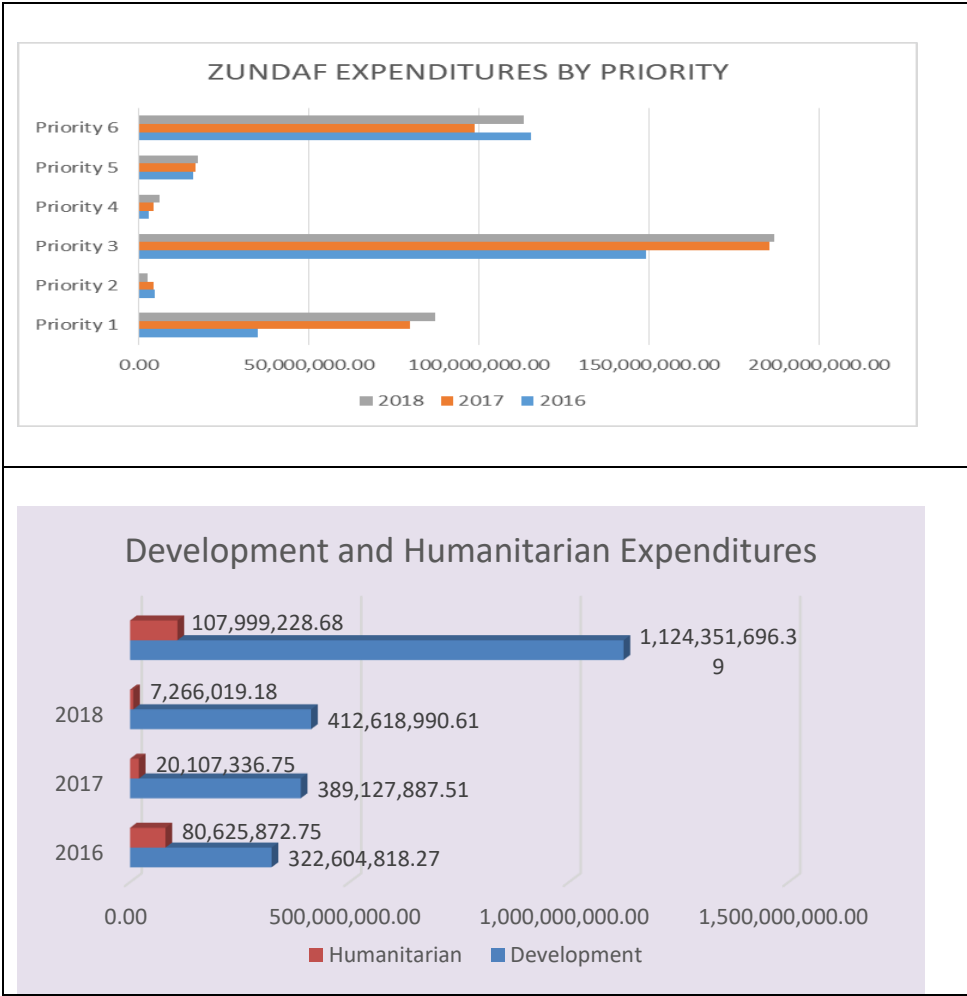 ZUNDAF EXPENDITURES BY PRIORITY
Priority 6
Priority 5
Priority 4
Priority 3
Priority 2
Priority 1
0.00 50,000,000.00 100,000,000.00 150,000,000.00 200,000,000.00
2018 2017 2016
Development and Humanitarian Expenditures
107,999,228.68
1,124,351,696.3
9
7,266,019.18
2018
412,618,990.61
20,107,336.75
2017
389,127,887.51
80,625,872.75
2016
322,604,818.27
0.00 500,000,000.00 1,000,000,000.00 1,500,000,000.00
Humanitarian Development